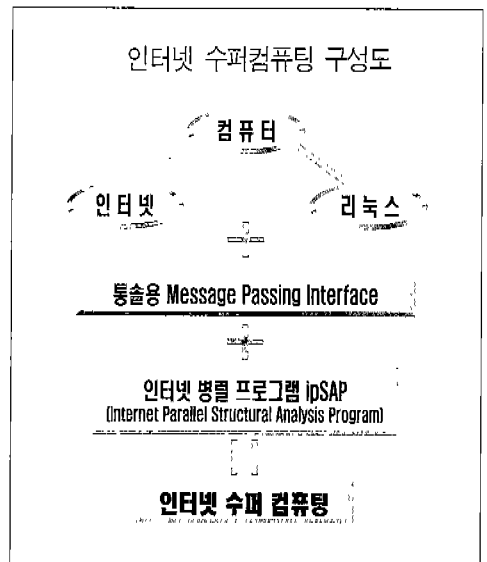 인터넷 수퍼컴퓨팅 구성도
컴퓨터
인터넷
리눅스
통솔용 Message Passing Interface
인터넷 병렬 프로그램 ipSAP
(Internet Parallel Structural Analysis Program)
인터넷 수퍼 컴퓨팅